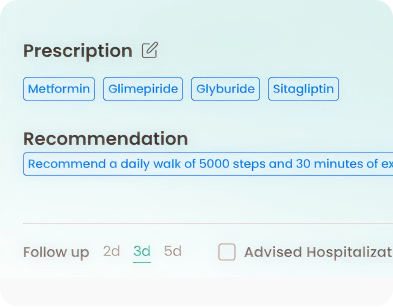 Prescription
Metformin Glimepiride Glyburide Sitagliptin
Recommendation
Recommend a daily walk of 5000 steps and 30 minutes of ex
Follow up 2d 3d 5d Advised Hospitalizat